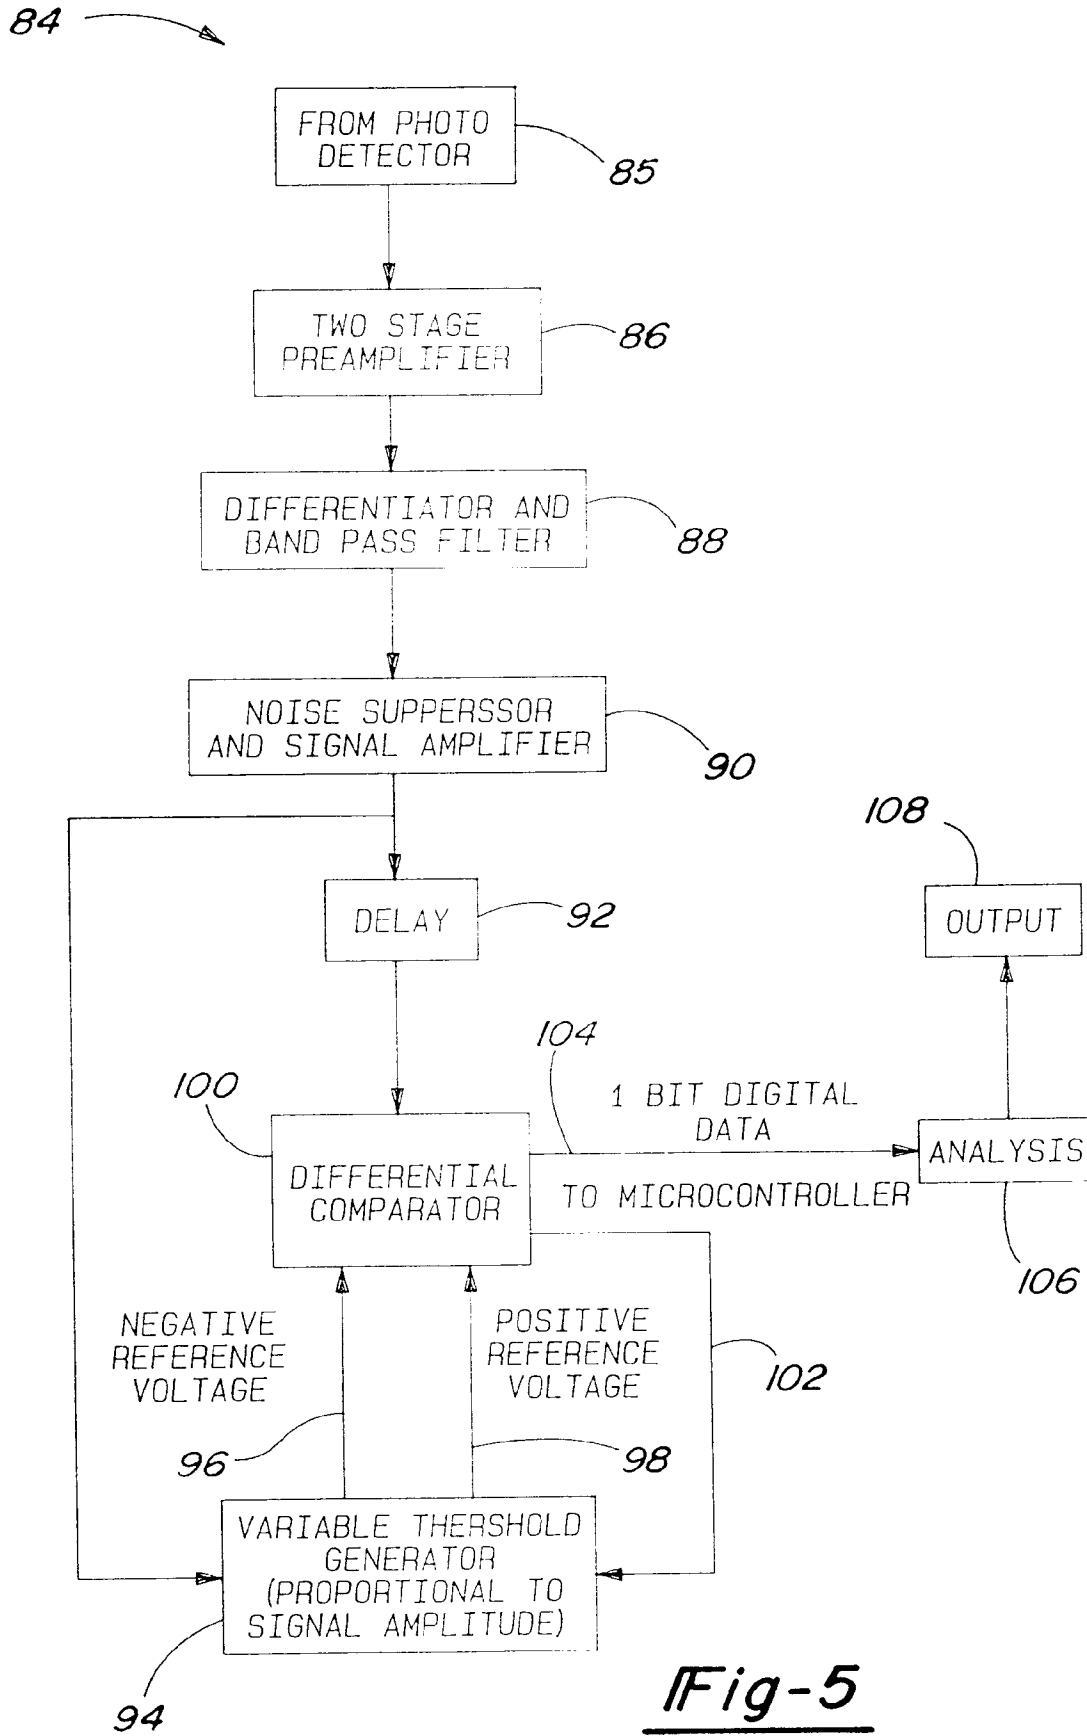 84
FROM PHOTO
DETECTOR
85
TWO STAGE
PREAMPLIFIER
86
DIFFERENTIATOR AND
BAND PASS FILTER
88
NOISE SUPPERSSOR
AND SIGNAL AMPLIFIER
90
108
DELAY
92
OUTPUT
104
100
1 BIT DIGITAL
DATA
DIFFERENTIAL
COMPARATOR
ANALYSIS
TO MICROCONTROLLER
106
NEGATIVE
REFERENCE
VOLTAGE
POSITIVE
REFERENCE
VOLTAGE
102
96
98
VARIABLE THERSHOLD
GENERATOR
(PROPORTIONAL TO
SIGNAL AMPLITUDE)
94
Fig-5